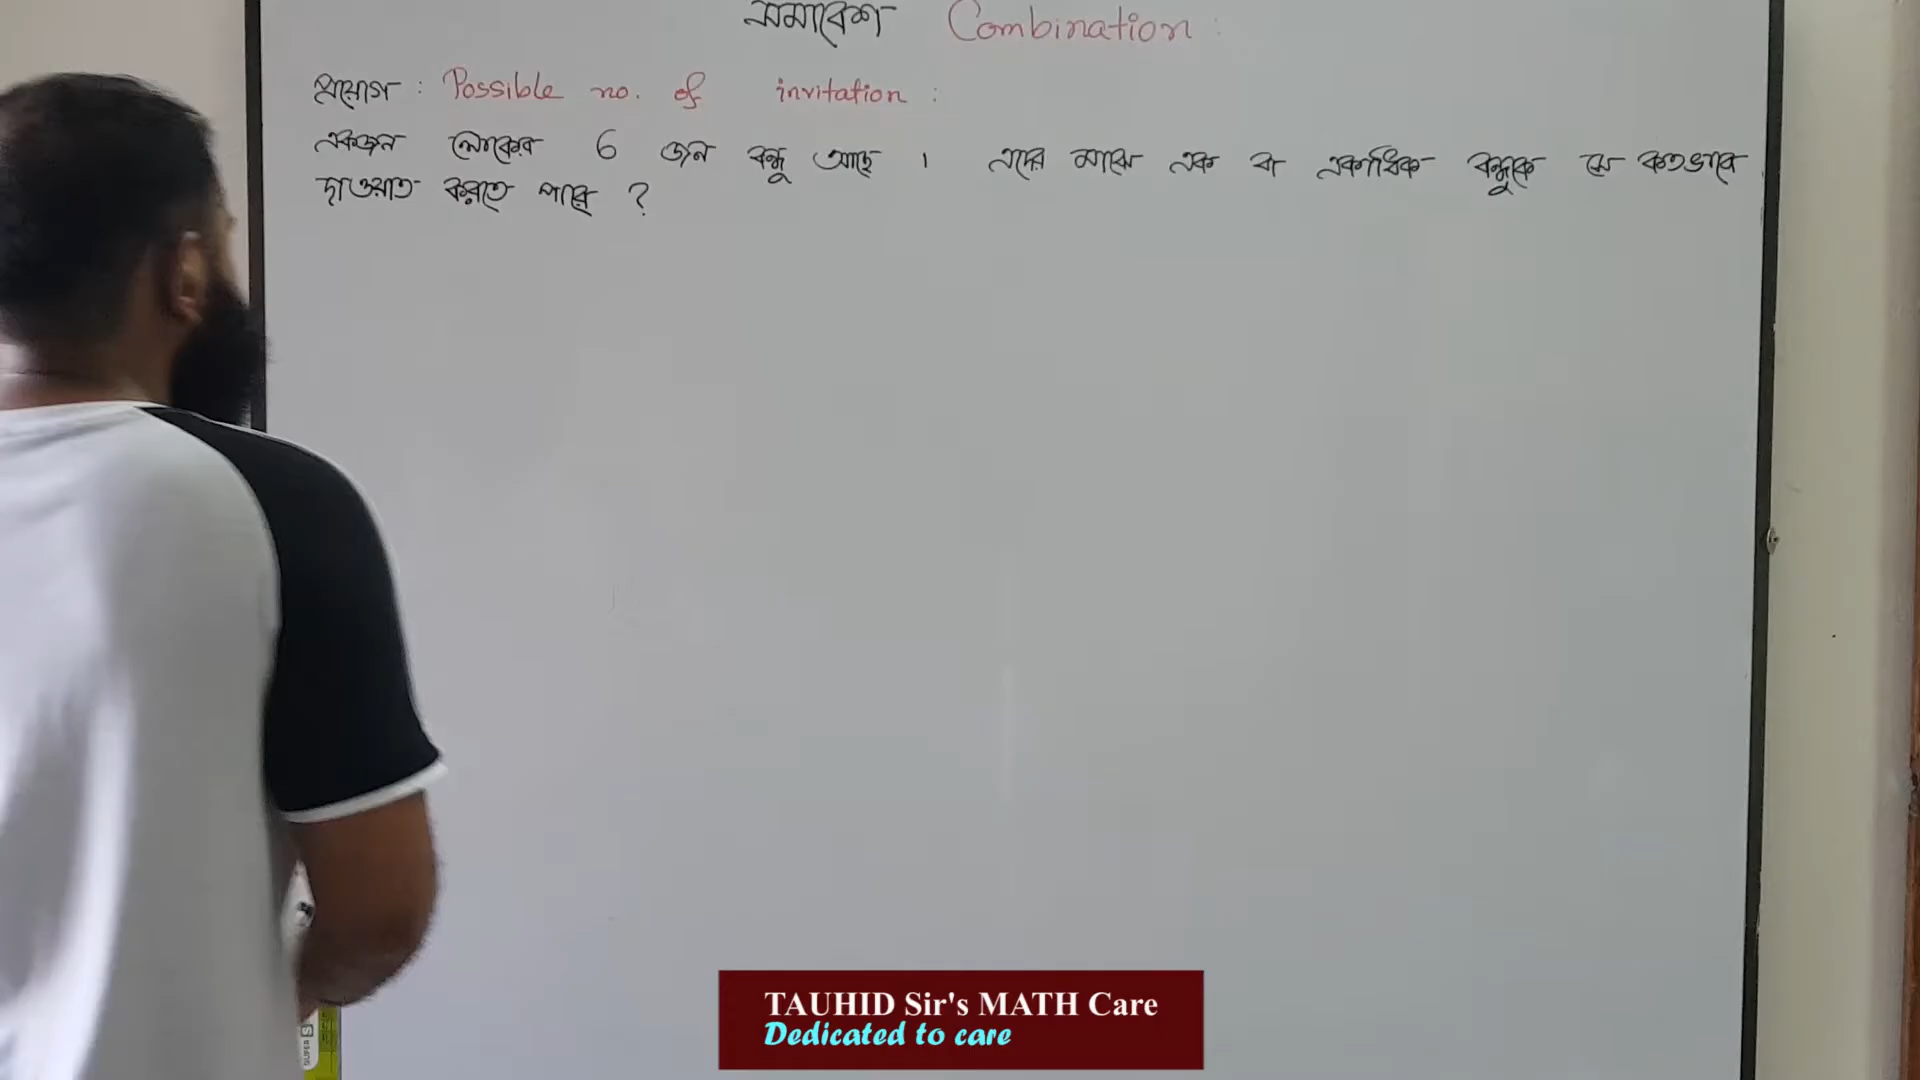 সমাবেশ Combination :
প্রয়োগ : Possible no. of invitation :
একজন লোকের 6 জন বন্ধু আছে । এদের মাঝে এক বা একাধিক বন্ধুকে সে কতভাবে
দাওয়াত করতে পারে ?
SUPER
TAUHID Sir's MATH Care
Dedicated to care